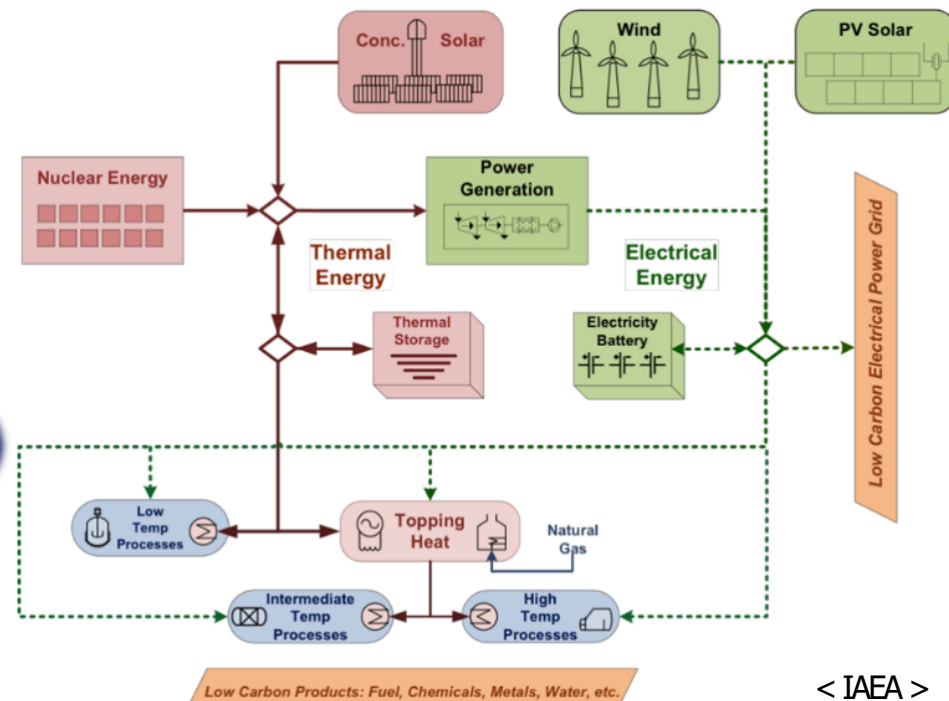 Conc. Solar
Wind
PV Solar
Nuclear Energy
Power
Generation
Thermal
Energy
Electrical
Energy
Thermal
Storage
Electricity
Battery
Low Carbon Electrical Power Grid
Low
Temp
Processes
Topping
Heat
Natural
Gas
Intermediate
Temp
Processes
High
Temp
Processes
Low Carbon Products: Fuel, Chemicals, Metals, Water, etc.
< IAEA >